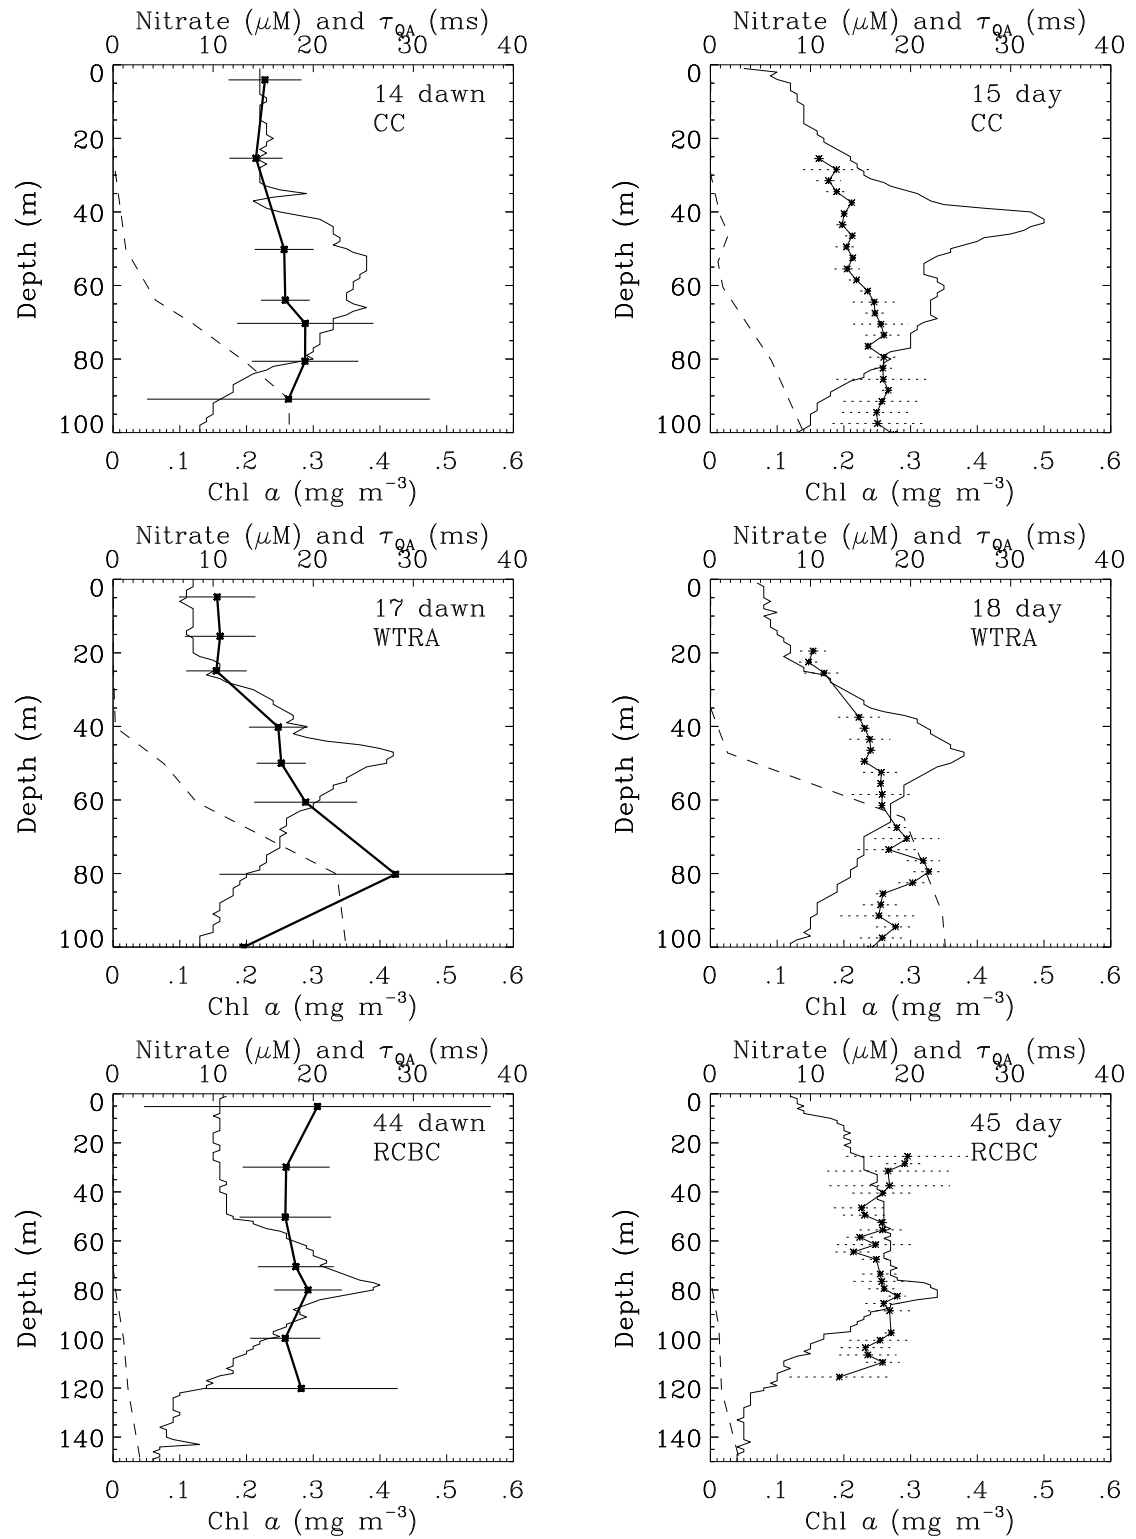 Nitrate (μM) and τQA (ms)
0 10 20 30 40
14 dawn
CC
Depth (m)
0
20
40
60
80
100
0 .1 .2 .3 .4 .5 .6
Chl a (mg m⁻³)
Nitrate (μM) and τQA (ms)
0 10 20 30 40
15 day
CC
Depth (m)
0
20
40
60
80
100
0 .1 .2 .3 .4 .5 .6
Chl a (mg m⁻³)
Nitrate (μM) and τQA (ms)
0 10 20 30 40
17 dawn
WTRA
Depth (m)
0
20
40
60
80
100
0 .1 .2 .3 .4 .5 .6
Chl a (mg m⁻³)
Nitrate (μM) and τQA (ms)
0 10 20 30 40
18 day
WTRA
Depth (m)
0
20
40
60
80
100
0 .1 .2 .3 .4 .5 .6
Chl a (mg m⁻³)
Nitrate (μM) and τQA (ms)
0 10 20 30 40
44 dawn
RCBC
Depth (m)
0
20
40
60
80
100
120
140
0 .1 .2 .3 .4 .5 .6
Chl a (mg m⁻³)
Nitrate (μM) and τQA (ms)
0 10 20 30 40
45 day
RCBC
Depth (m)
0
20
40
60
80
100
120
140
0 .1 .2 .3 .4 .5 .6
Chl a (mg m⁻³)